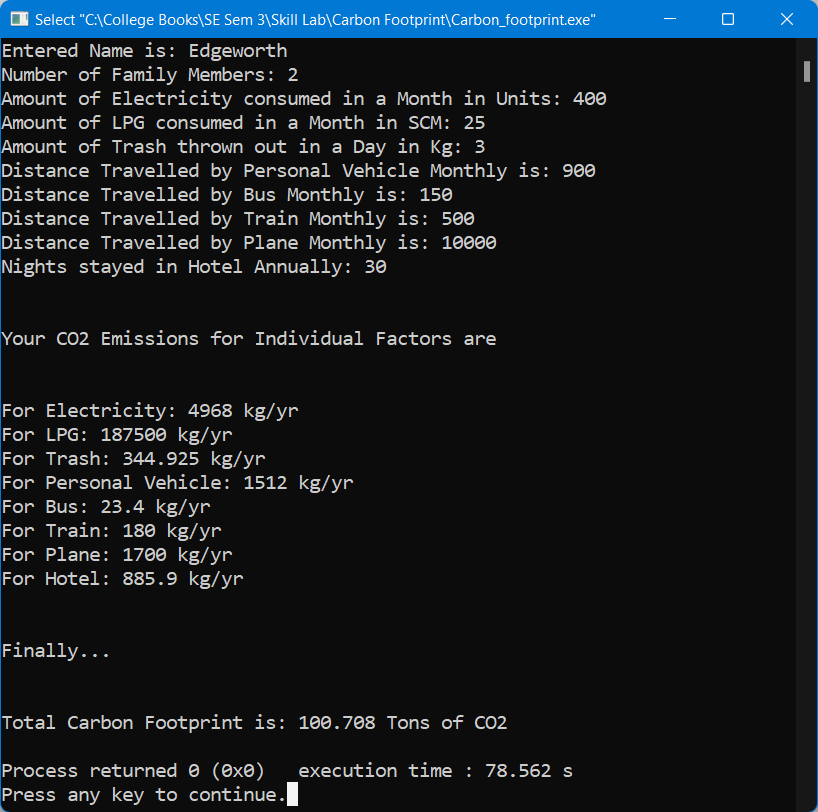 Select "C:\College Books\SE Sem 3\Skill Lab\Carbon Footprint\Carbon_footprint.exe"
Entered Name is: Edgeworth
Number of Family Members: 2
Amount of Electricity consumed in a Month in Units: 400
Amount of LPG consumed in a Month in SCM: 25
Amount of Trash thrown out in a Day in Kg: 3
Distance Travelled by Personal Vehicle Monthly is: 900
Distance Travelled by Bus Monthly is: 150
Distance Travelled by Train Monthly is: 500
Distance Travelled by Plane Monthly is: 10000
Nights stayed in Hotel Annually: 30
Your CO2 Emissions for Individual Factors are
For Electricity: 4968 kg/yr
For LPG: 187500 kg/yr
For Trash: 344.925 kg/yr
For Personal Vehicle: 1512 kg/yr
For Bus: 23.4 kg/yr
For Train: 180 kg/yr
For Plane: 1700 kg/yr
For Hotel: 885.9 kg/yr
Finally...
Total Carbon Footprint is: 100.708 Tons of CO2
Process returned 0 (0x0)   execution time : 78.562 s
Press any key to continue.